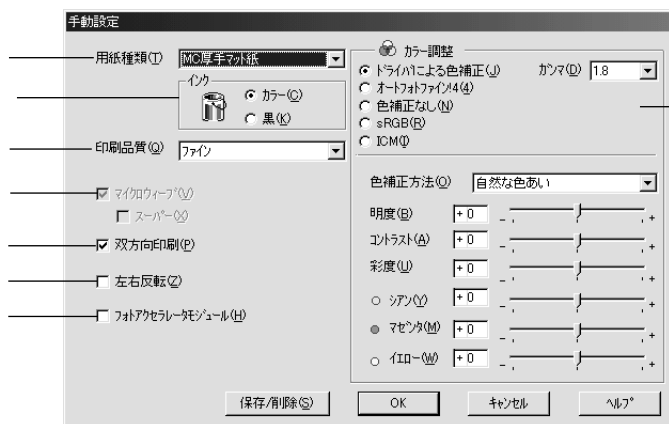 手動設定
用紙種類(T) MC厚手マット紙
インク
カラー(C)
黒(K)
印刷品質(Q) ファイン
マイクロウィーブ(V)
スーパー(X)
双方向印刷(P)
左右反転(Z)
フォトアクセラレータモジュール(H)
カラー調整
ドライバによる色補正(J) ガンマ(D) 1.8
オートフォトファイン!4(4)
色補正なし(N)
sRGB(R)
ICM(I)
色補正方法(O) 自然な色あい
明度(B) +0 - +
コントラスト(A) +0 - +
彩度(U) +0 - +
シアン(Y) +0 - +
マゼンタ(M) +0 - +
イエロー(W) +0 - +
保存/削除(S) OK キャンセル ヘルプ